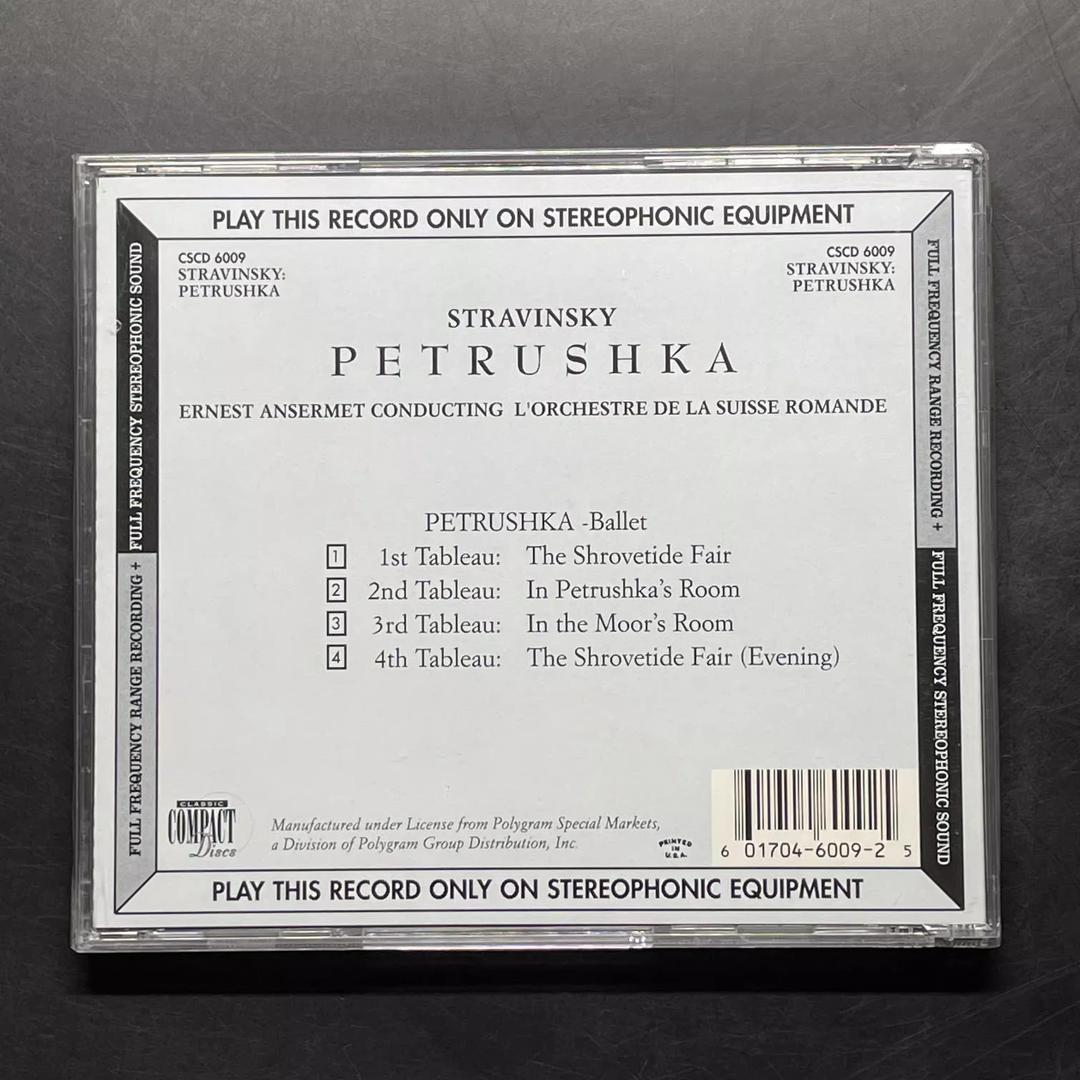 PLAY THIS RECORD ONLY ON STEREOPHONIC EQUIPMENT
CSCD 6009
STRAVINSKY:
PETRUSHKA
CSCD 6009
STRAVINSKY:
PETRUSHKA
STRAVINSKY
PETRUSHKA
ERNEST ANSERMET CONDUCTING L'ORCHESTRE DE LA SUISSE ROMANDE
PETRUSHKA -Ballet
1 1st Tableau: The Shrovetide Fair
2 2nd Tableau: In Petrushka's Room
3 3rd Tableau: In the Moor's Room
4 4th Tableau: The Shrovetide Fair (Evening)
FULL FREQUENCY RANGE RECORDING + FULL FREQUENCY STEREOPHONIC SOUND
FULL FREQUENCY RANGE RECORDING + FULL FREQUENCY STEREOPHONIC SOUND
CLASSIC
COMPACT
Discs
Manufactured under License from Polygram Special Markets,
a Division of Polygram Group Distribution, Inc.
PRINTED
IN
U.S.A.
6 01704-6009-2 5
PLAY THIS RECORD ONLY ON STEREOPHONIC EQUIPMENT